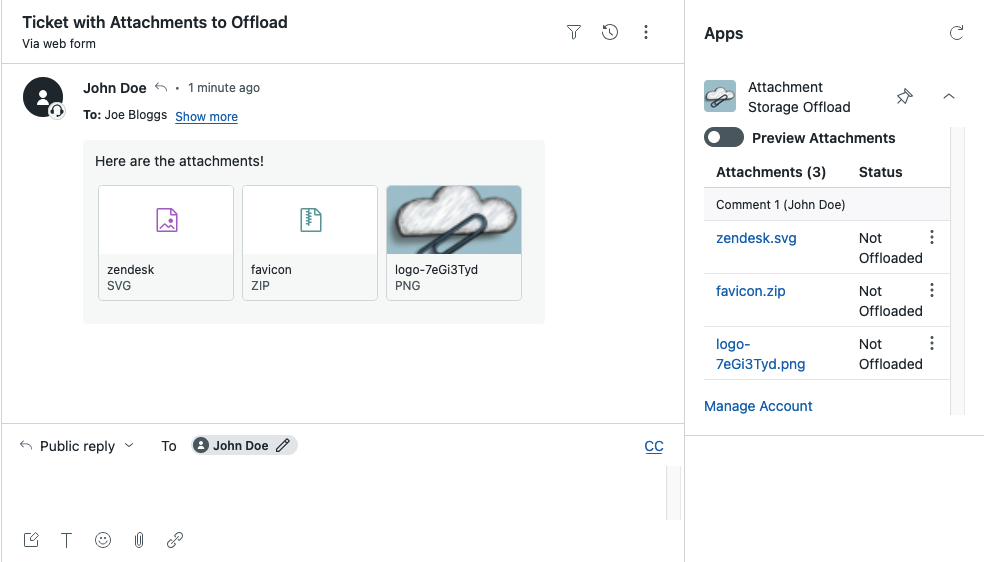 Ticket with Attachments to Offload
Via web form
John Doe • 1 minute ago
To: Joe Bloggs Show more
Here are the attachments!
zendesk
SVG
favicon
ZIP
logo-7eGi3Tyd
PNG
Public reply To John Doe CC
Apps
Attachment
Storage Offload
Preview Attachments
Attachments (3) Status
Comment 1 (John Doe)
zendesk.svg Not
Offloaded
favicon.zip Not
Offloaded
logo- Not
7eGi3Tyd.png Offloaded
Manage Account